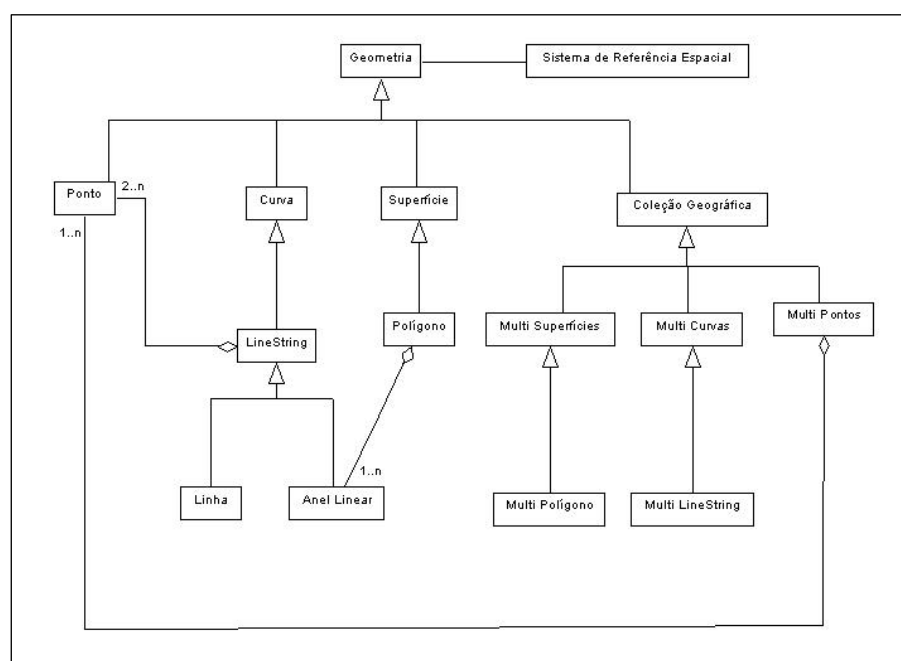 Geometria
Sistema de Referência Espacial
Ponto
2..n
1..n
Curva
Superfície
Coleção Geográfica
LineString
Polígono
Multi Superfícies
Multi Curvas
Multi Pontos
1..n
Linha
Anel Linear
Multi Polígono
Multi LineString